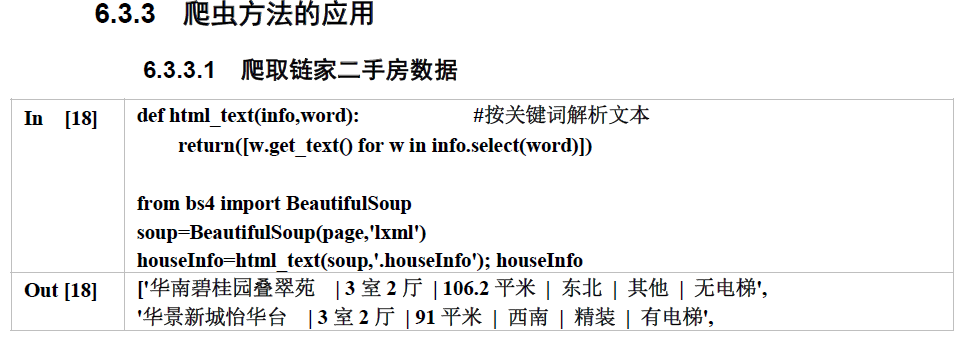 6.3.3 爬虫方法的应用
6.3.3.1 爬取链家二手房数据
In [18] def html_text(info,word): #按关键词解析文本
return([w.get_text() for w in info.select(word)])
from bs4 import BeautifulSoup
soup=BeautifulSoup(page,'lxml')
houseInfo=html_text(soup,'.houseInfo'); houseInfo
Out [18] ['华南碧桂园叠翠苑 | 3 室 2 厅 | 106.2 平米 | 东北 | 其他 | 无电梯',
'华景新城怡华台 | 3 室 2 厅 | 91 平米 | 西南 | 精装 | 有电梯',